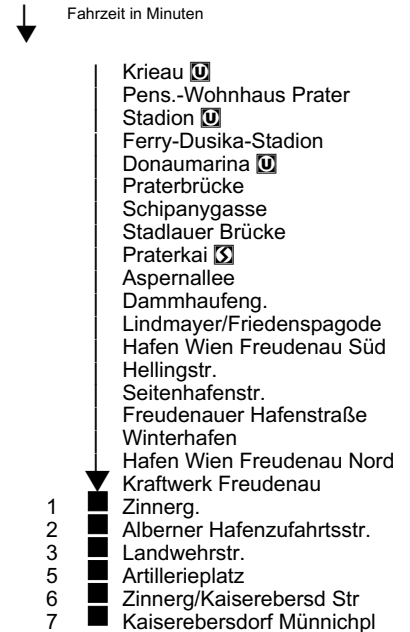 Fahrzeit in Minuten
Krieau U
Pens.-Wohnhaus Prater
Stadion U
Ferry-Dusika-Stadion
Donaumarina U
Praterbrücke
Schipanygasse
Stadlauer Brücke
Praterkai S
Aspernallee
Dammhaufeng.
Lindmayer/Friedenspagode
Hafen Wien Freudenau Süd
Hellingstr.
Seitenhafenstr.
Freudenauer Hafenstraße
Winterhafen
Hafen Wien Freudenau Nord
Kraftwerk Freudenau
1 Zinnerg.
2 Alberner Hafenzufahrtsstr.
3 Landwehrstr.
5 Artillerieplatz
6 Zinnerg/Kaiserebersd Str
7 Kaiserebersdorf Münnichpl